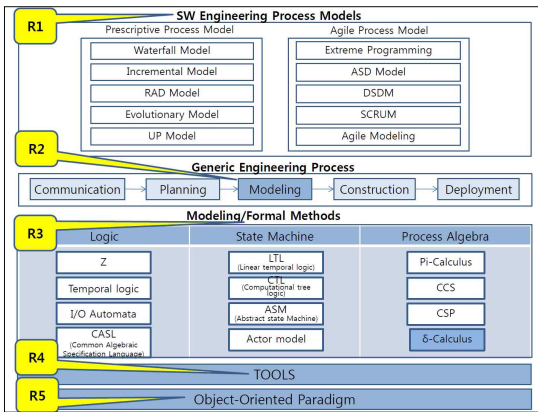 R1
SW Engineering Process Models
Prescriptive Process Model
Waterfall Model
Incremental Model
RAD Model
Evolutionary Model
UP Model
Agile Process Model
Extreme Programming
ASD Model
DSDM
SCRUM
Agile Modeling
R2
Generic Engineering Process
Communication
Planning
Modeling
Construction
Deployment
R3
Modeling/Formal Methods
Logic
Z
Temporal logic
I/O Automata
CASL
(Common Algebraic
Specification Language)
State Machine
LTL
(Linear temporal logic)
CTL
(Computational tree
logic)
ASM
(Abstract state Machine)
Actor model
Process Algebra
Pi-Calculus
CCS
CSP
δ-Calculus
R4
TOOLS
R5
Object-Oriented Paradigm